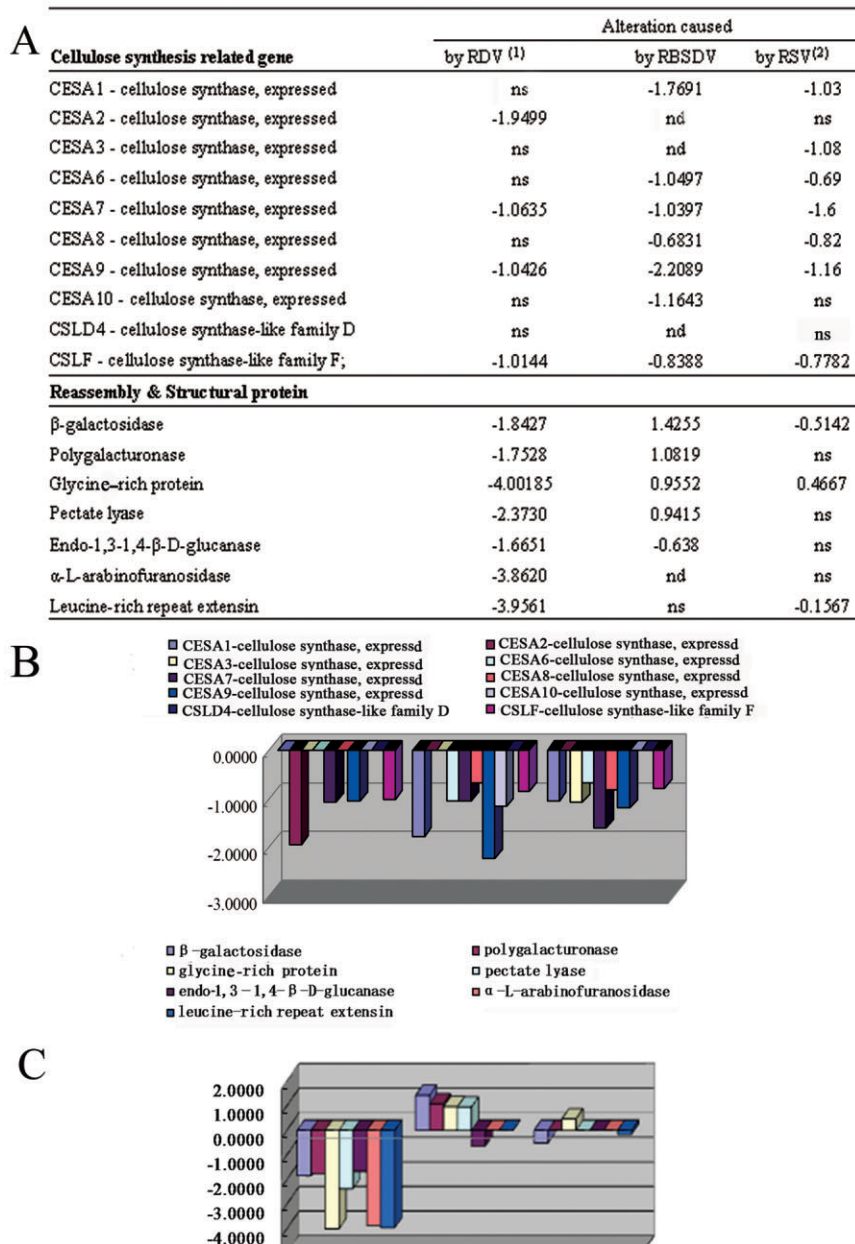 A
Alteration caused
Cellulose synthesis related gene by RDV (1) by RBSDV by RSV(2)
CESA1 - cellulose synthase, expressed ns -1.7691 -1.03
CESA2 - cellulose synthase, expressed -1.9499 nd ns
CESA3 - cellulose synthase, expressed ns nd -1.08
CESA6 - cellulose synthase, expressed ns -1.0497 -0.69
CESA7 - cellulose synthase, expressed -1.0635 -1.0397 -1.6
CESA8 - cellulose synthase, expressed ns -0.6831 -0.82
CESA9 - cellulose synthase, expressed -1.0426 -2.2089 -1.16
CESA10 - cellulose synthase, expressed ns -1.1643 ns
CSLD4 - cellulose synthase-like family D ns nd ns
CSLF - cellulose synthase-like family F; -1.0144 -0.8388 -0.7782
Reassembly & Structural protein
β-galactosidase -1.8427 1.4255 -0.5142
Polygalacturonase -1.7528 1.0819 ns
Glycine–rich protein -4.00185 0.9552 0.4667
Pectate lyase -2.3730 0.9415 ns
Endo-1,3-1,4-β-D-glucanase -1.6651 -0.638 ns
α-L-arabinofuranosidase -3.8620 nd ns
Leucine-rich repeat extensin -3.9561 ns -0.1567
B
CESA1-cellulose synthase, expressd CESA2-cellulose synthase, expressd
CESA3-cellulose synthase, expressd CESA6-cellulose synthase, expressd
CESA7-cellulose synthase, expressd CESA8-cellulose synthase, expressd
CESA9-cellulose synthase, expressd CESA10-cellulose synthase, expressd
CSLD4-cellulose synthase-like family D CSLF-cellulose synthase-like family F
0.0000
-1.0000
-2.0000
-3.0000
β-galactosidase polygalacturonase
glycine-rich protein pectate lyase
endo-1,3-1,4-β-D-glucanase α-L-arabinofuranosidase
leucine-rich repeat extensin
C
2.0000
1.0000
0.0000
-1.0000
-2.0000
-3.0000
-4.0000